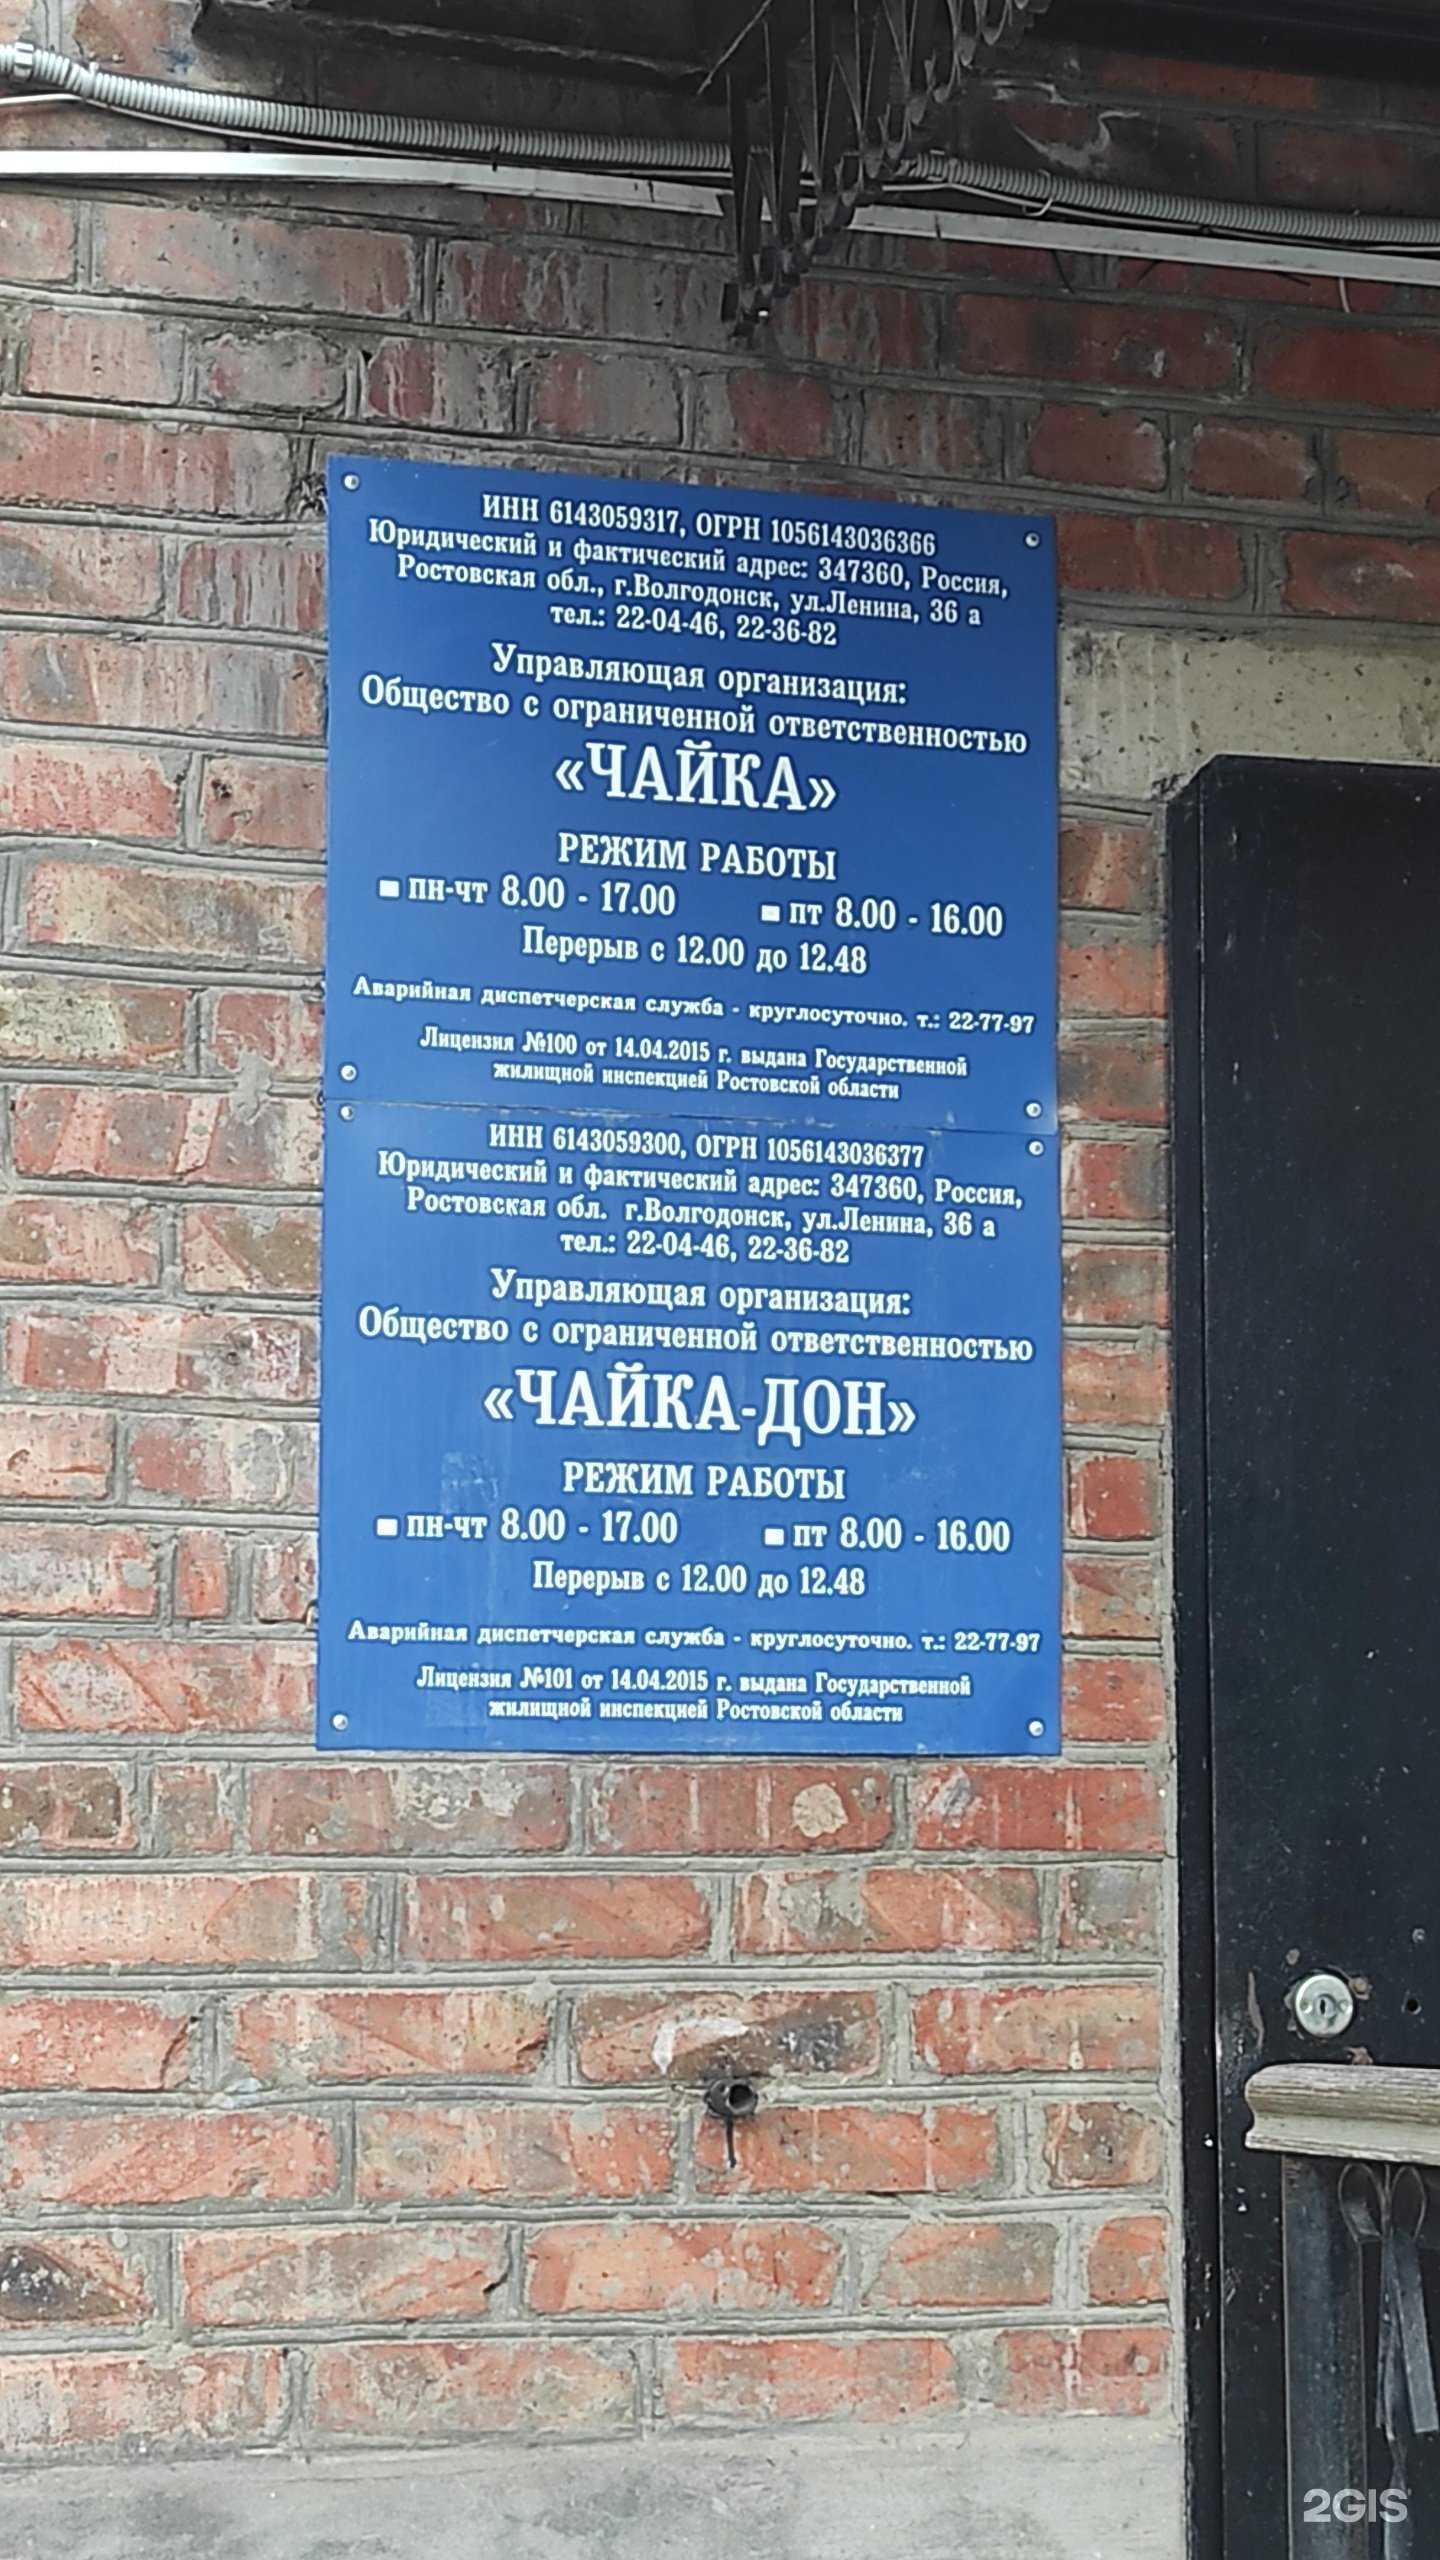 ИНН 6143059317, ОГРН 1056143036366
Юридический и фактический адрес: 347360, Россия,
Ростовская обл., г.Волгодонск, ул.Ленина, 36 а
тел.: 22-04-46, 22-36-82
Управляющая организация:
Общество с ограниченной ответственностью
«ЧАЙКА»
РЕЖИМ РАБОТЫ
пн-чт 8.00 - 17.00 пт 8.00 - 16.00
Перерыв с 12.00 до 12.48
Аварийная диспетчерская служба - круглосуточно. т.: 22-77-97
Лицензия №100 от 14.04.2015 г. выдана Государственной
жилищной инспекцией Ростовской области
ИНН 6143059300, ОГРН 1056143036377
Юридический и фактический адрес: 347360, Россия,
Ростовская обл. г.Волгодонск, ул.Ленина, 36 а
тел.: 22-04-46, 22-36-82
Управляющая организация:
Общество с ограниченной ответственностью
«ЧАЙКА-ДОН»
РЕЖИМ РАБОТЫ
пн-чт 8.00 - 17.00 пт 8.00 - 16.00
Перерыв с 12.00 до 12.48
Аварийная диспетчерская служба - круглосуточно. т.: 22-77-97
Лицензия №101 от 14.04.2015 г. выдана Государственной
жилищной инспекцией Ростовской области
2GIS